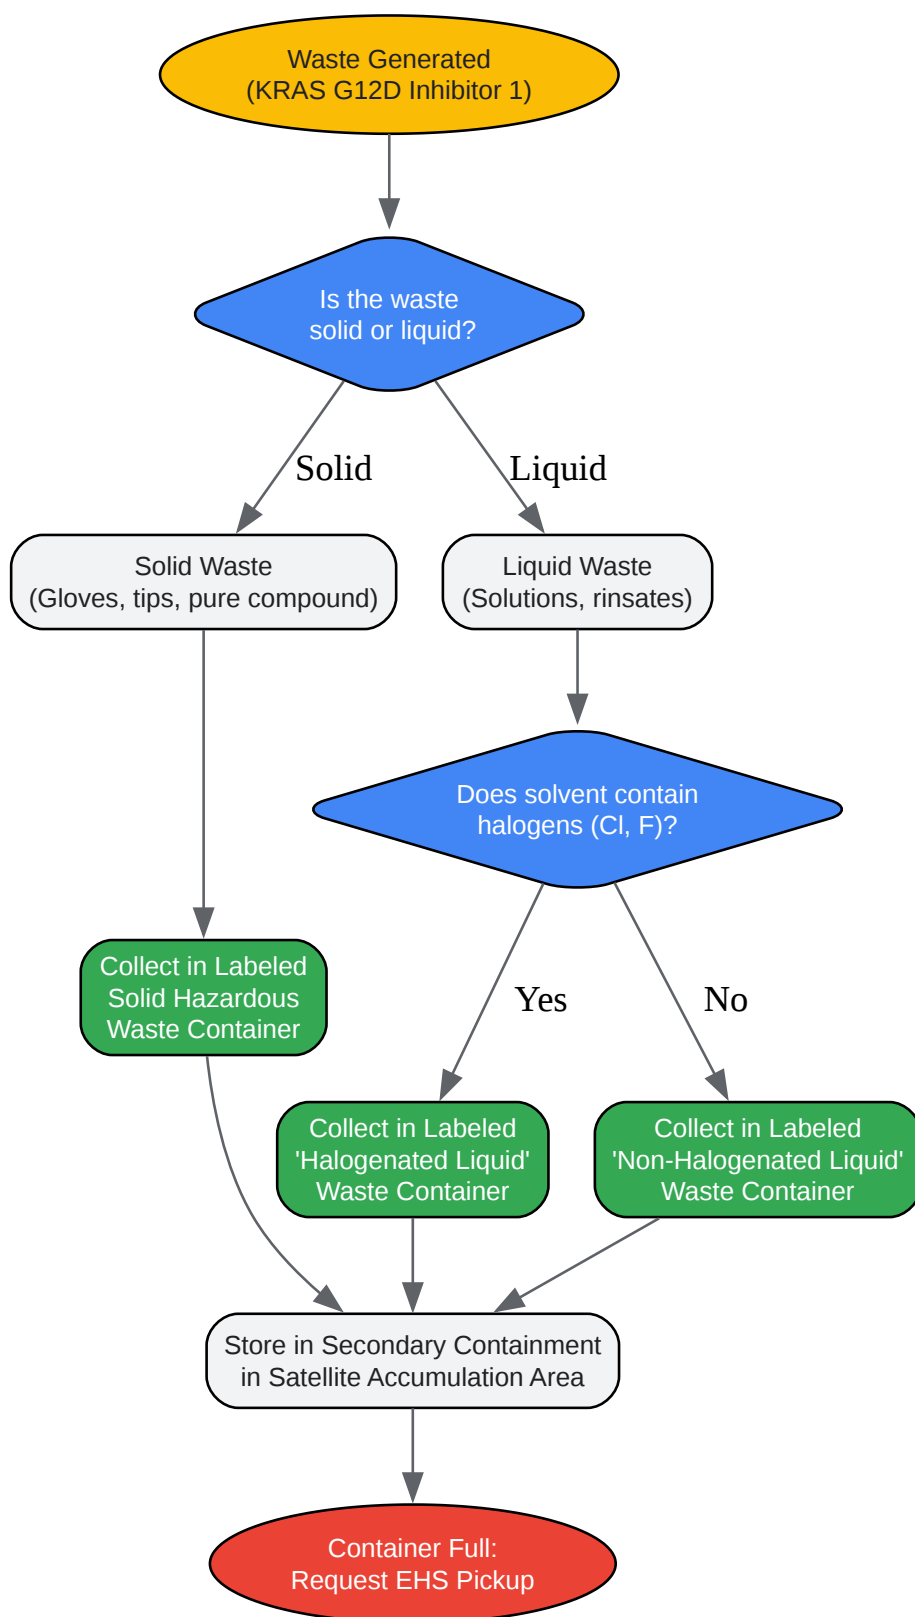 Waste Generated
(KRAS G12D Inhibitor 1)
Is the waste
solid or liquid?
Solid
Liquid
Solid Waste
(Gloves, tips, pure compound)
Liquid Waste
(Solutions, rinsates)
Does solvent contain
halogens (Cl, F)?
Collect in Labeled
Solid Hazardous
Waste Container
Yes
No
Collect in Labeled
'Halogenated Liquid'
Waste Container
Collect in Labeled
'Non-Halogenated Liquid'
Waste Container
Store in Secondary Containment
in Satellite Accumulation Area
Container Full:
Request EHS Pickup